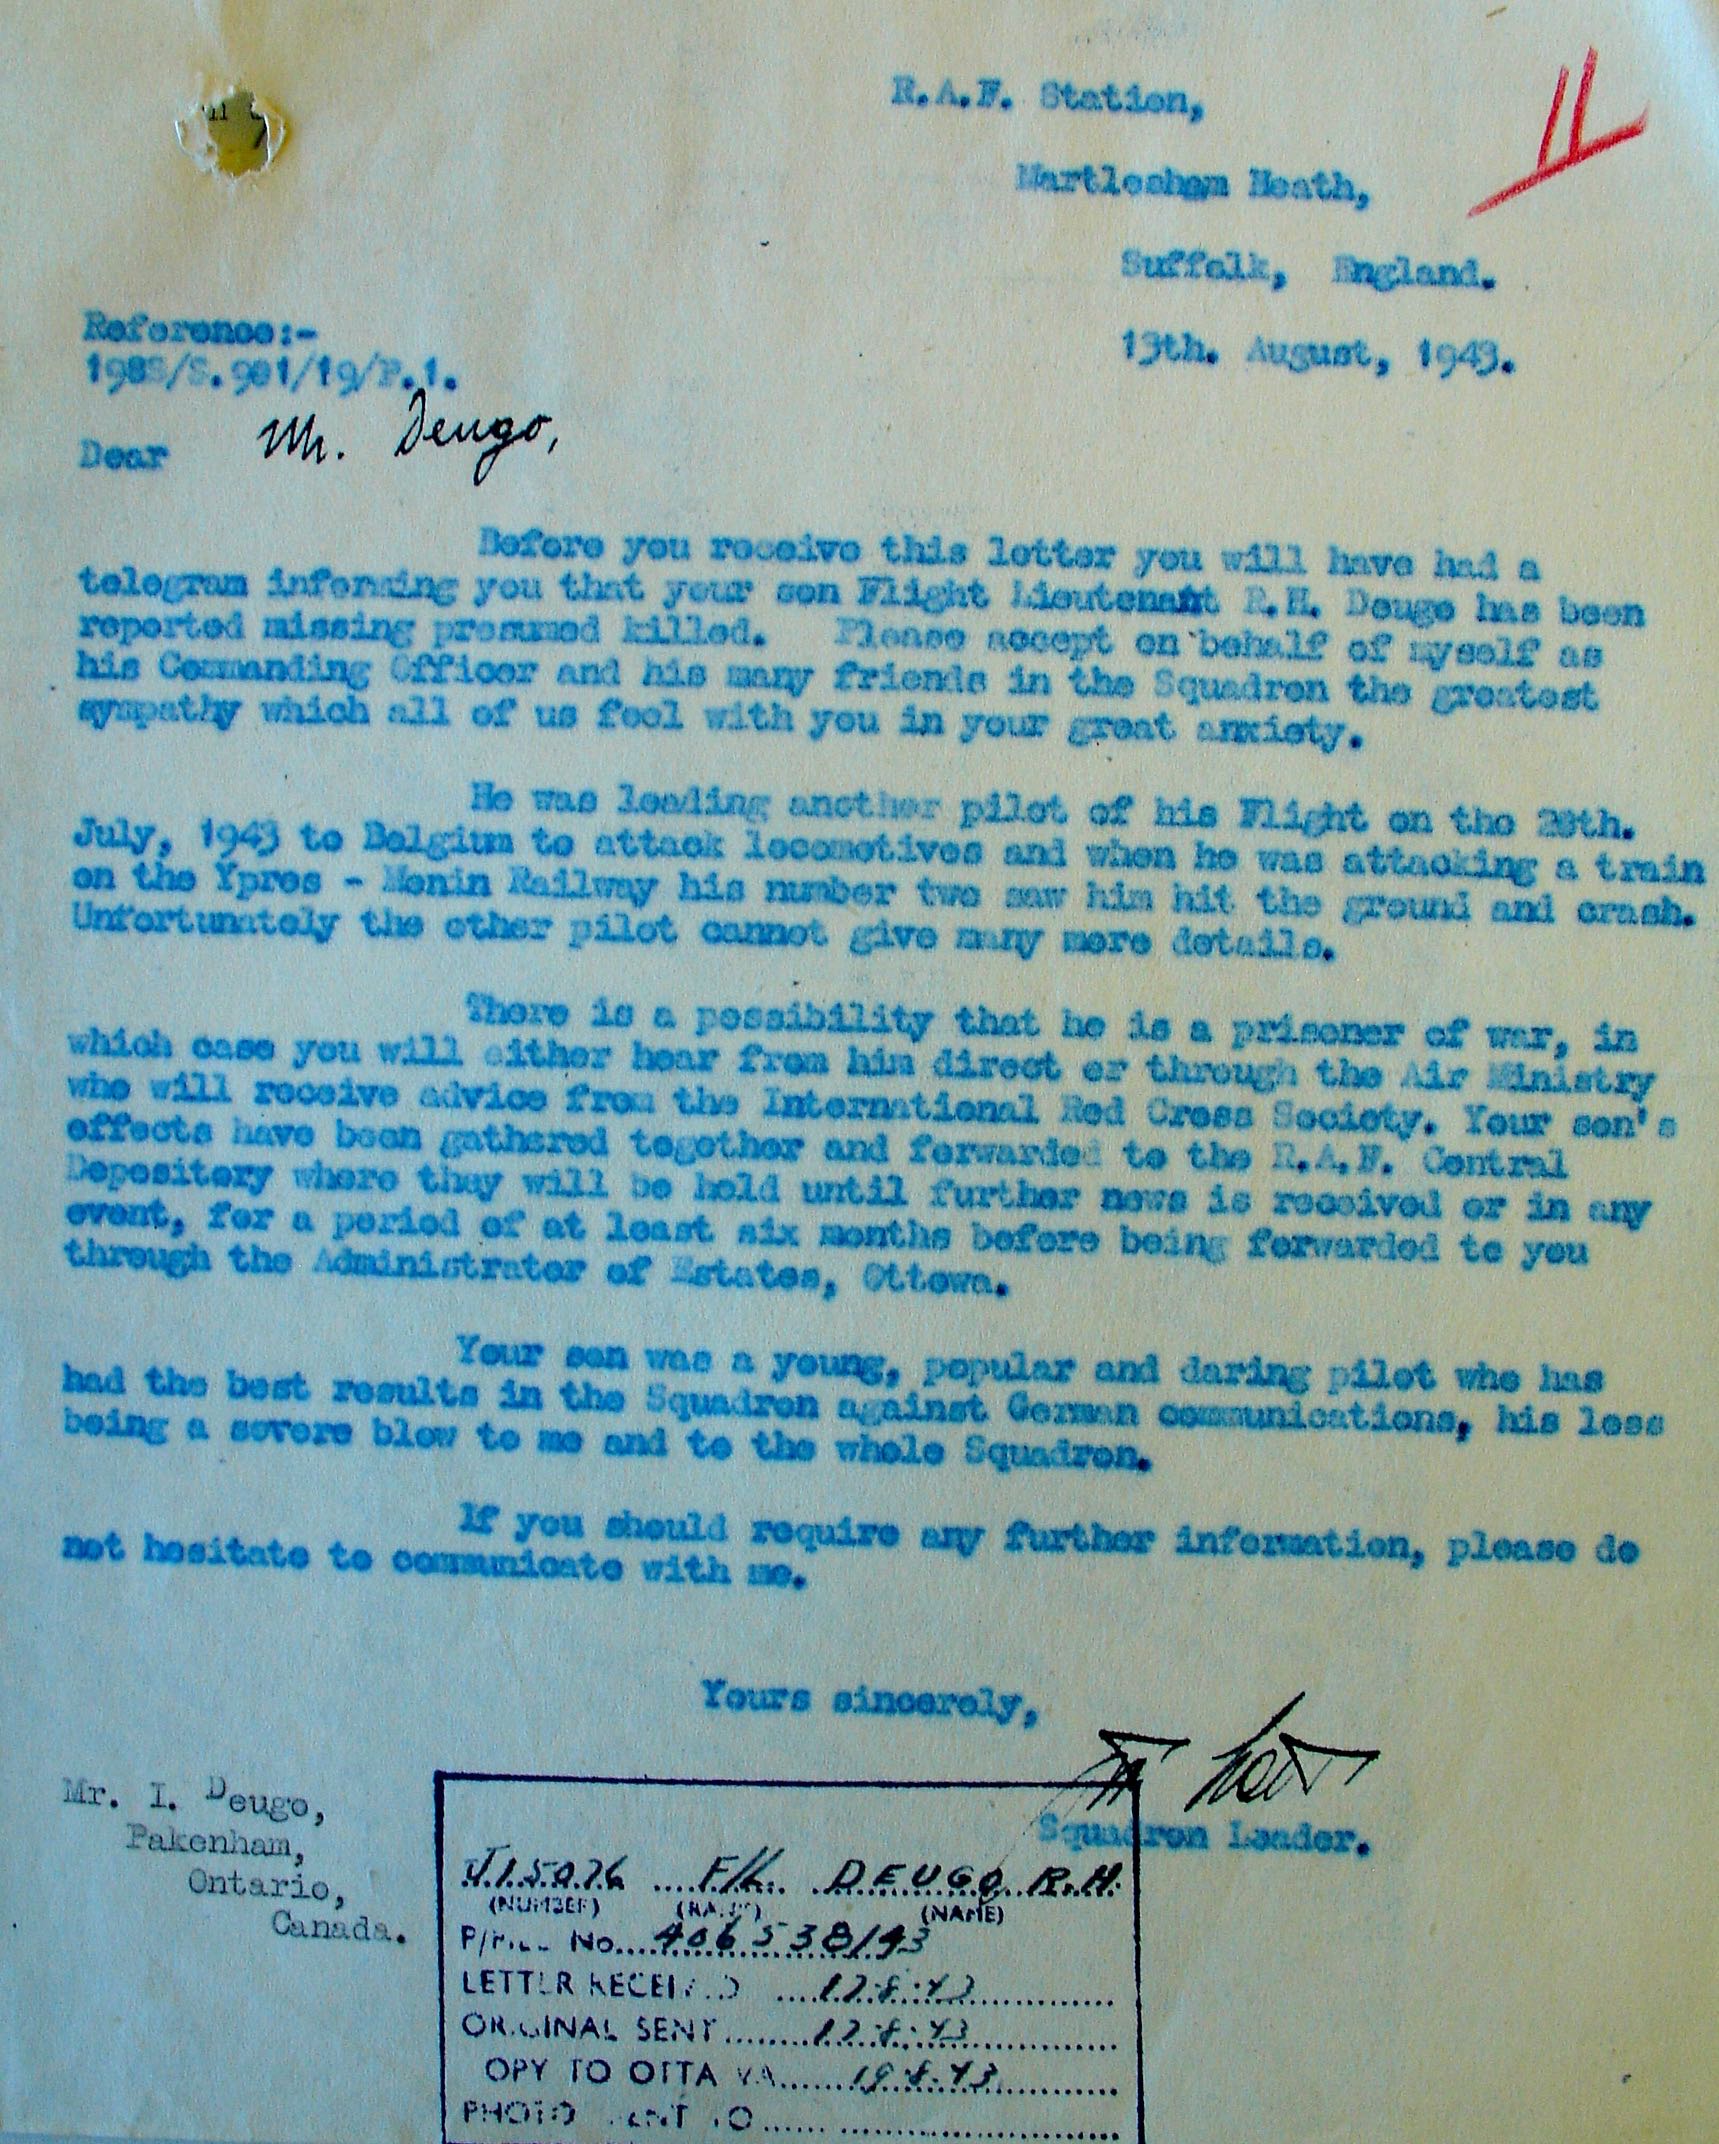 R.A.F. Station,
Martlesham Heath,
Suffolk, England.
13th. August, 1943.
11
Reference:-
198S/S.901/19/P.1.
Dear Mr. Deugo,
Before you receive this letter you will have had a
telegram informing you that your son Flight Lieutenant R.H. Deugo has been
reported missing presumed killed. Please accept on behalf of myself as
his Commanding Officer and his many friends in the Squadron the greatest
sympathy which all of us feel with you in your great anxiety.
He was leading another pilot of his Flight on the 28th.
July, 1943 to Belgium to attack locomotives and when he was attacking a train
on the Ypres - Menin Railway his number two saw him hit the ground and crash.
Unfortunately the other pilot cannot give many more details.
There is a possibility that he is a prisoner of war, in
which case you will either hear from him direct or through the Air Ministry
who will receive advice from the International Red Cross Society. Your son's
effects have been gathered together and forwarded to the R.A.F. Central
Depository where they will be held until further news is received or in any
event, for a period of at least six months before being forwarded to you
through the Administrator of Estates, Ottowa.
Your son was a young, popular and daring pilot who has
had the best results in the Squadron against German communications, his loss
being a severe blow to me and to the whole Squadron.
If you should require any further information, please do
not hesitate to communicate with me.
Yours sincerely,
Squadron Leader.
Mr. I. Deugo,
Pakenham,
Ontario,
Canada.
J15076 F/L DEUGO R.H.
(NUMBER) (RANK) (NAME)
No. 406538/43
LETTER RECEIVED 17.8.43
ORIGINAL SENT 17.8.43
OPY TO OTTAWA 19.8.43
PHOTO SENT TO